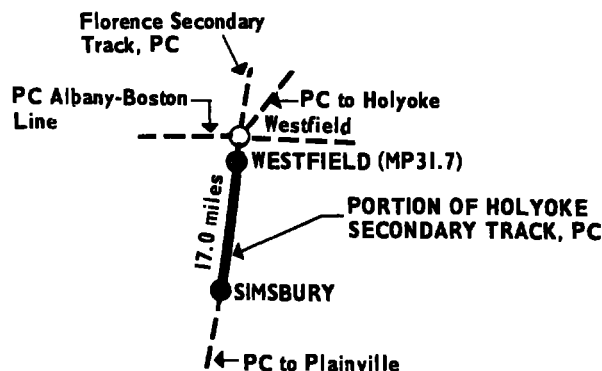 Florence Secondary
Track, PC
PC Albany-Boston
Line
PC to Holyoke
Westfield
WESTFIELD (MP31.7)
17.0 miles
PORTION OF HOLYOKE
SECONDARY TRACK, PC
SIMSBURY
PC to Plainville